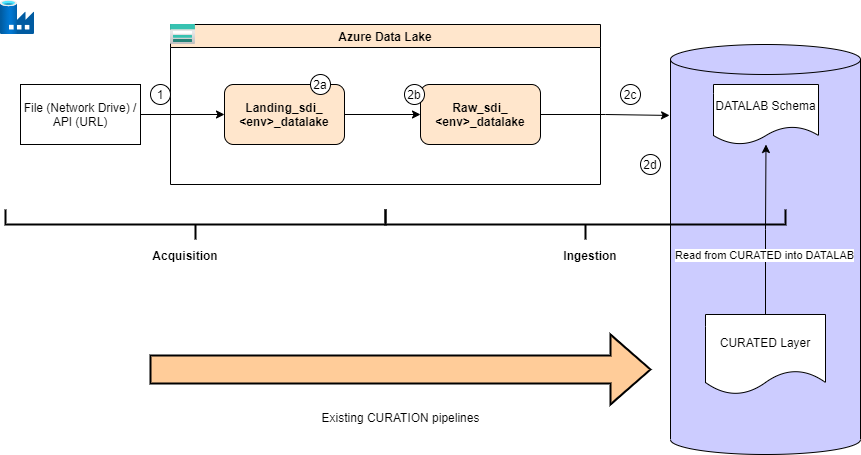 Azure Data Lake
File (Network Drive) /
API (URL)
1
Landing_sdi_
<env>_datalake
2a
2b
Raw_sdi_
<env>_datalake
2c
2d
DATALAB Schema
Acquisition
Ingestion
Read from CURATED into DATALAB
CURATED Layer
Existing CURATION pipelines